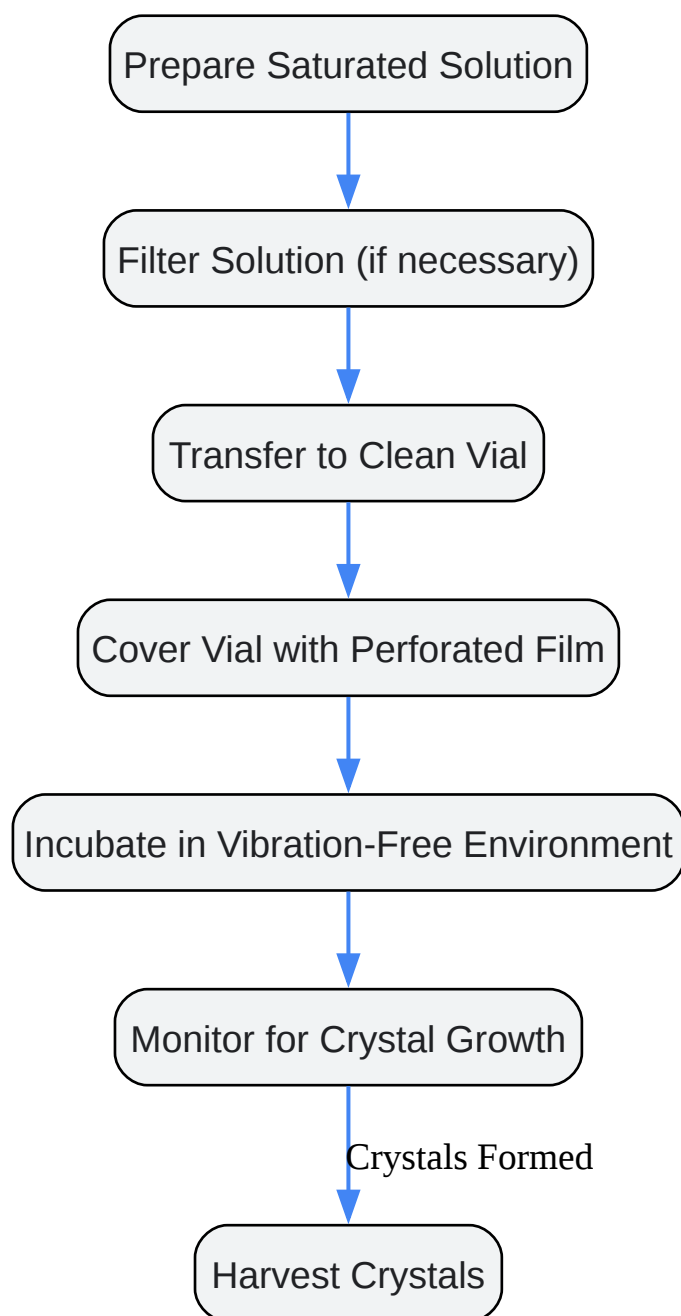 Prepare Saturated Solution
Filter Solution (if necessary)
Transfer to Clean Vial
Cover Vial with Perforated Film
Incubate in Vibration-Free Environment
Monitor for Crystal Growth
Crystals Formed
Harvest Crystals